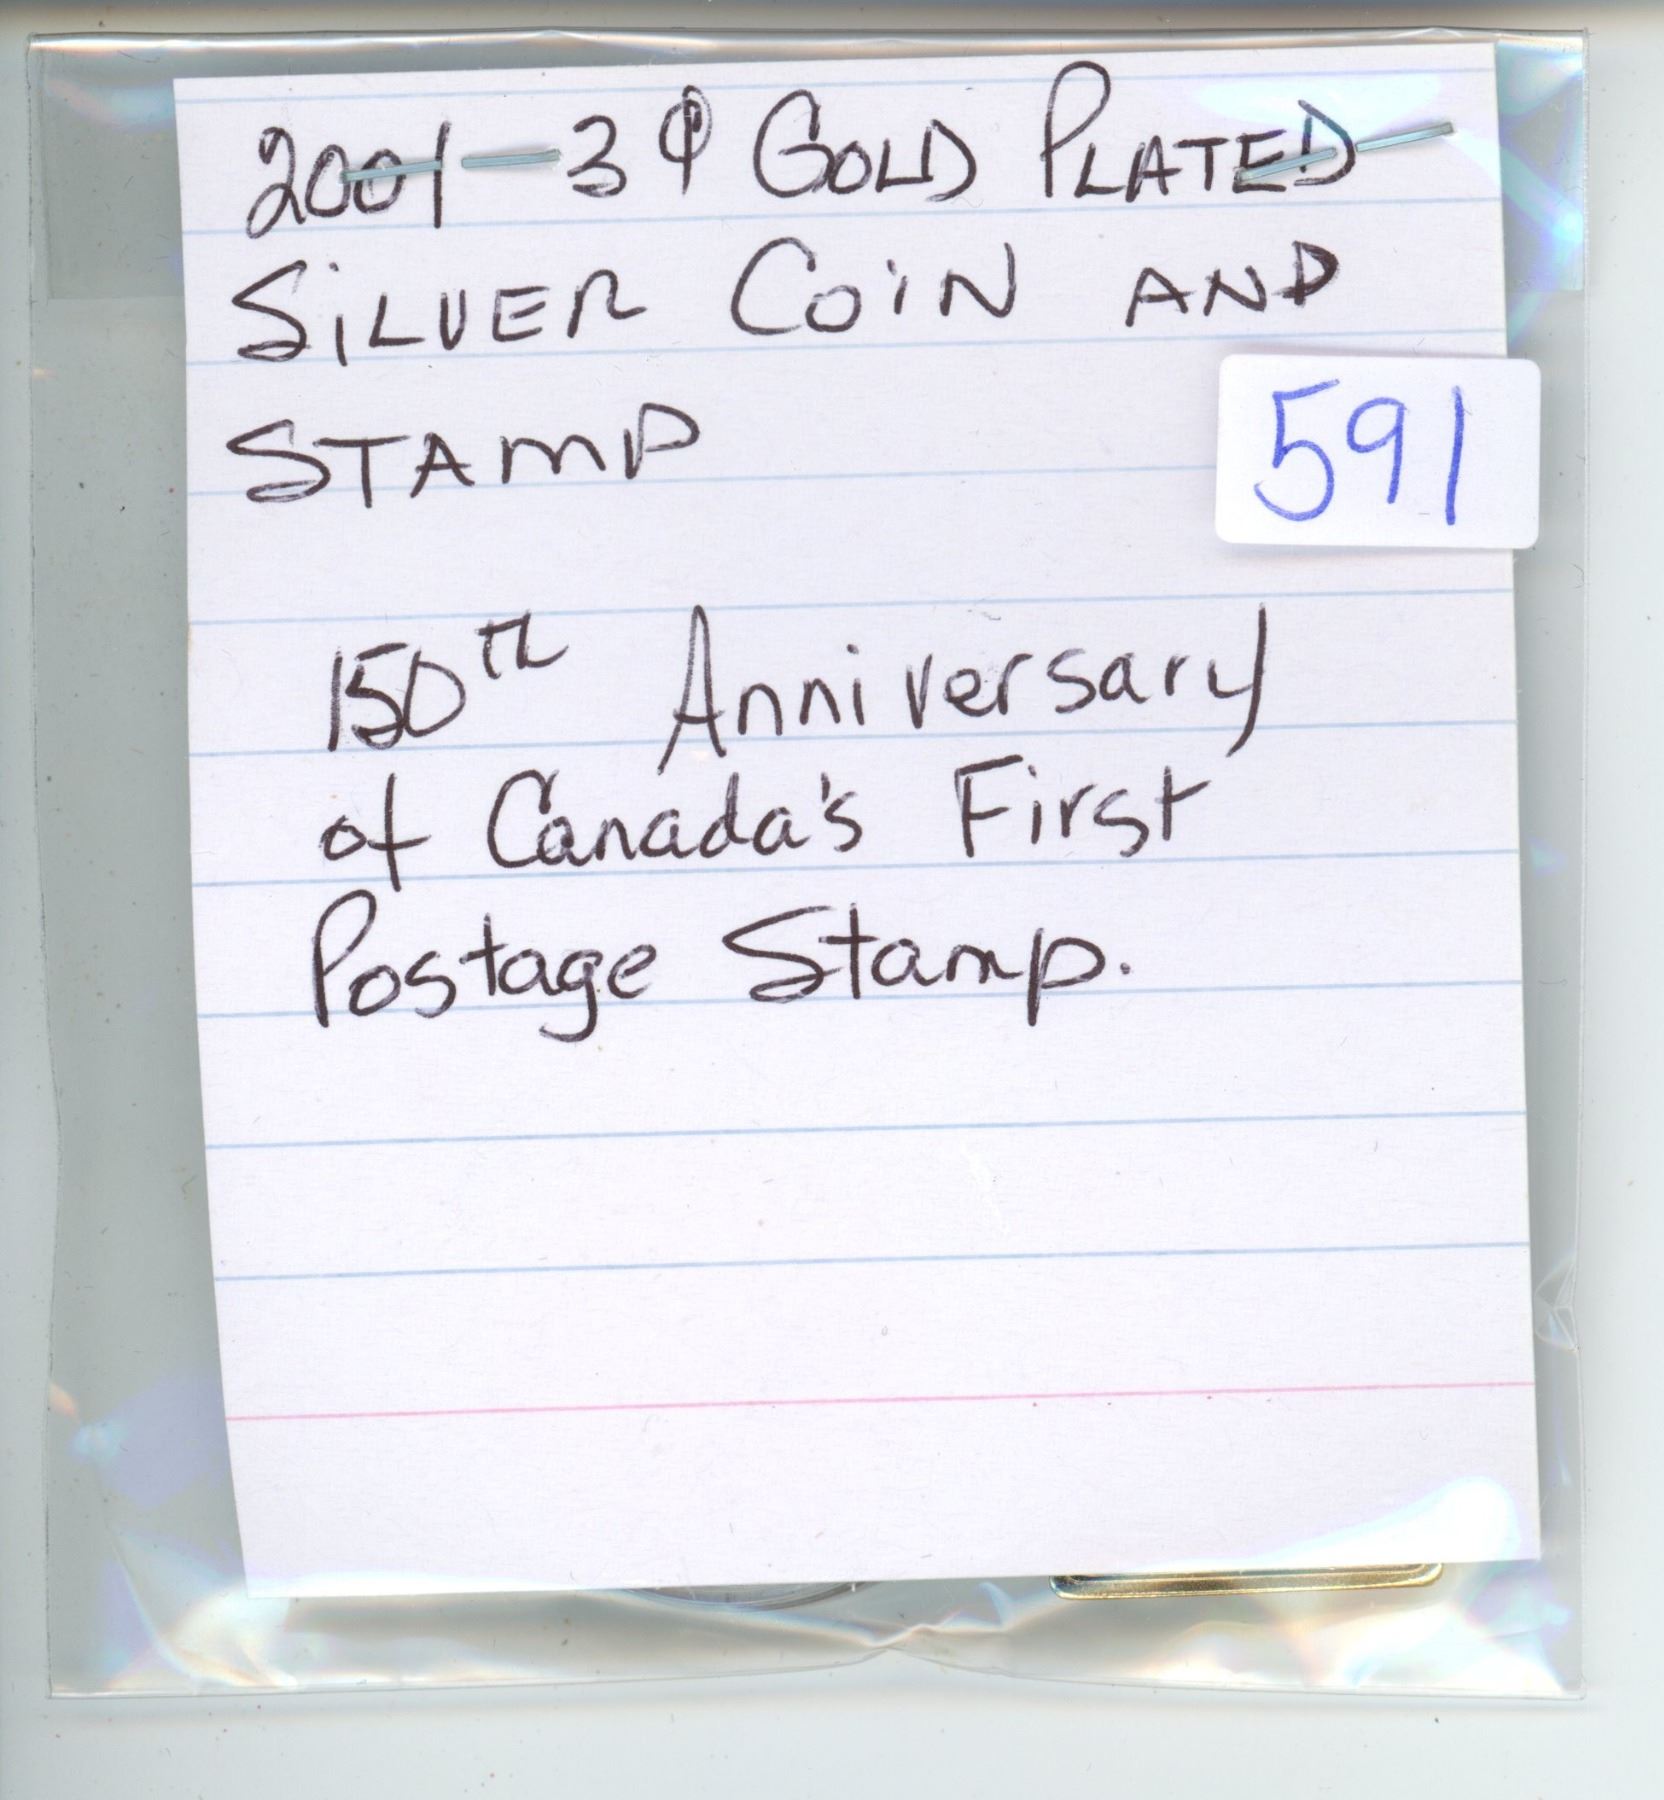 2001 - 3¢ GOLD PLATED
SILVER COIN AND
STAMP
591
150th Anniversary
of Canada's First
Postage Stamp.